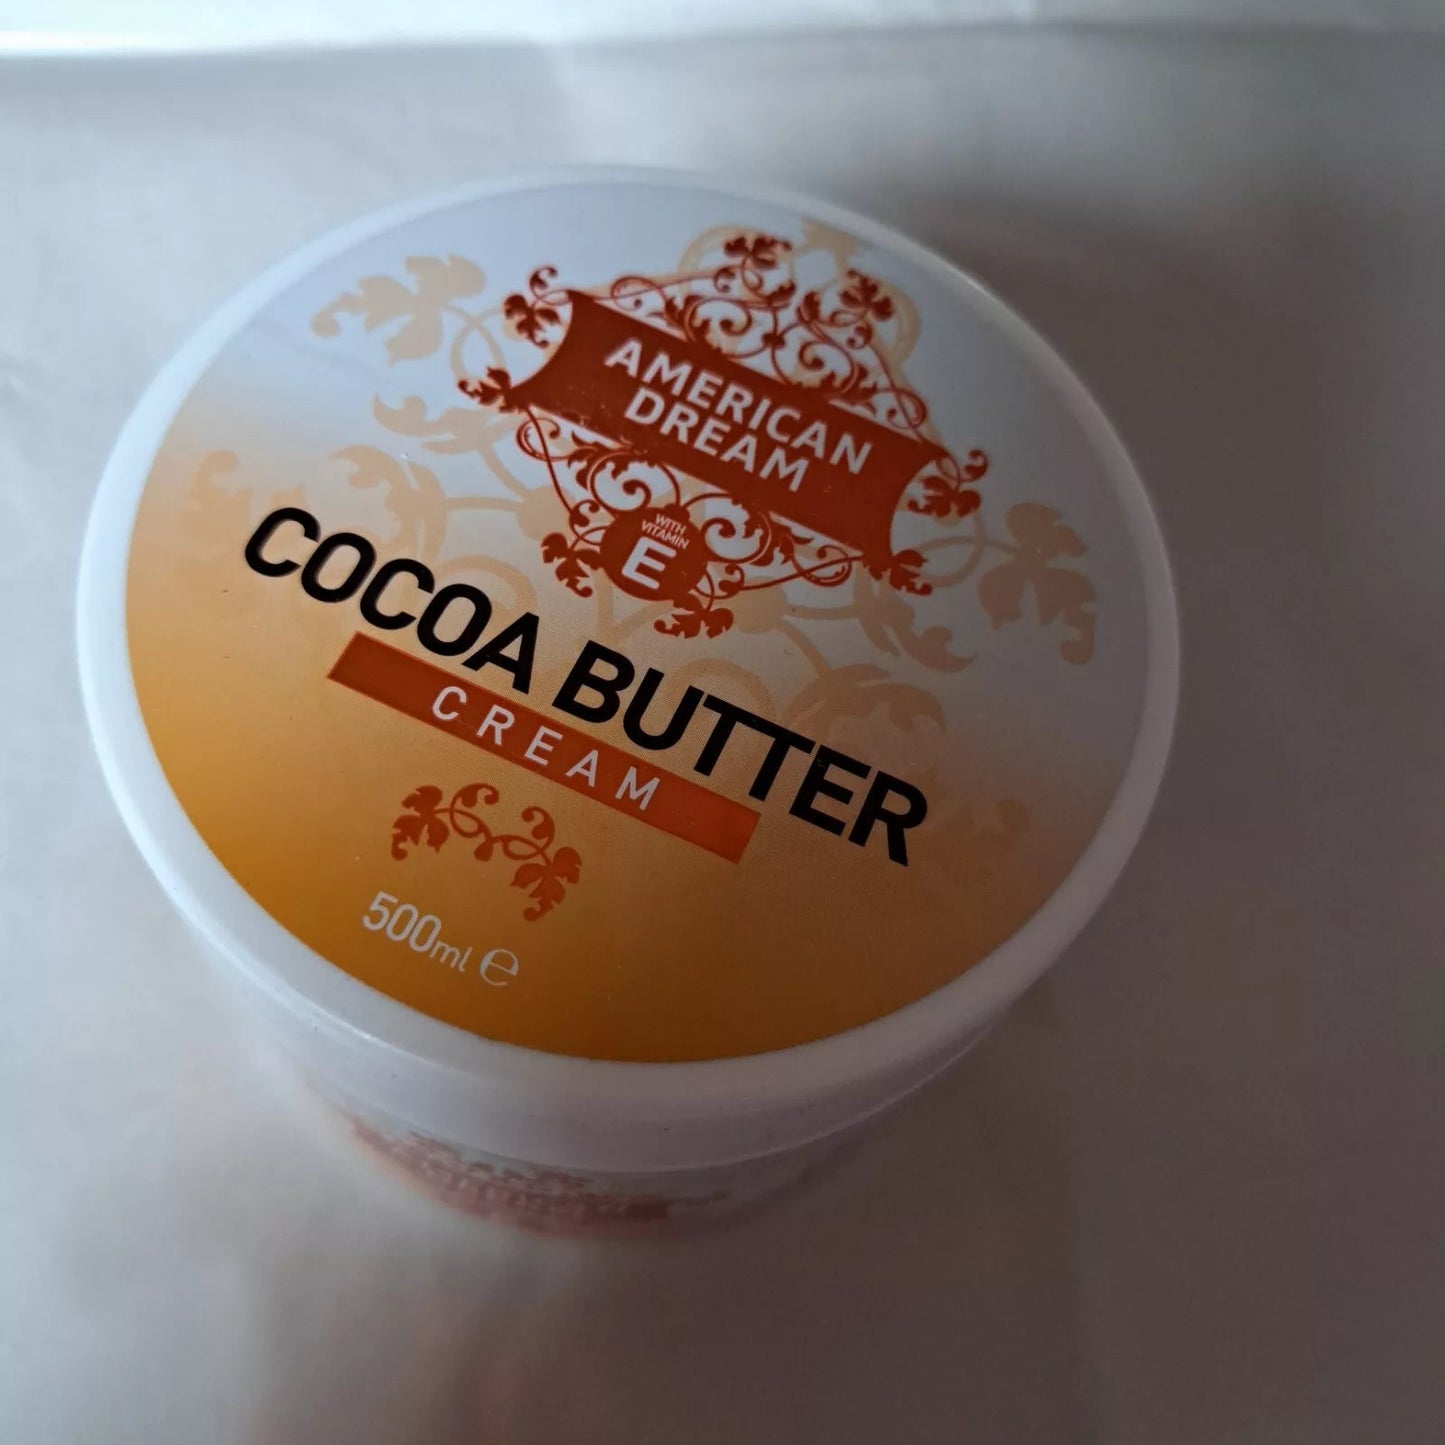 AMERICAN
DREAM
WITH
VITAMIN
E
COCOA BUTTER
CREAM
500ml ℮